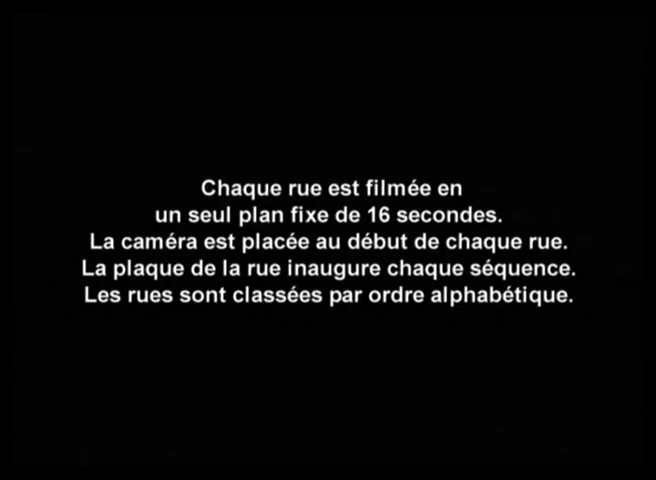 Chaque rue est filmée en
un seul plan fixe de 16 secondes.
La caméra est placée au début de chaque rue.
La plaque de la rue inaugure chaque séquence.
Les rues sont classées par ordre alphabétique.